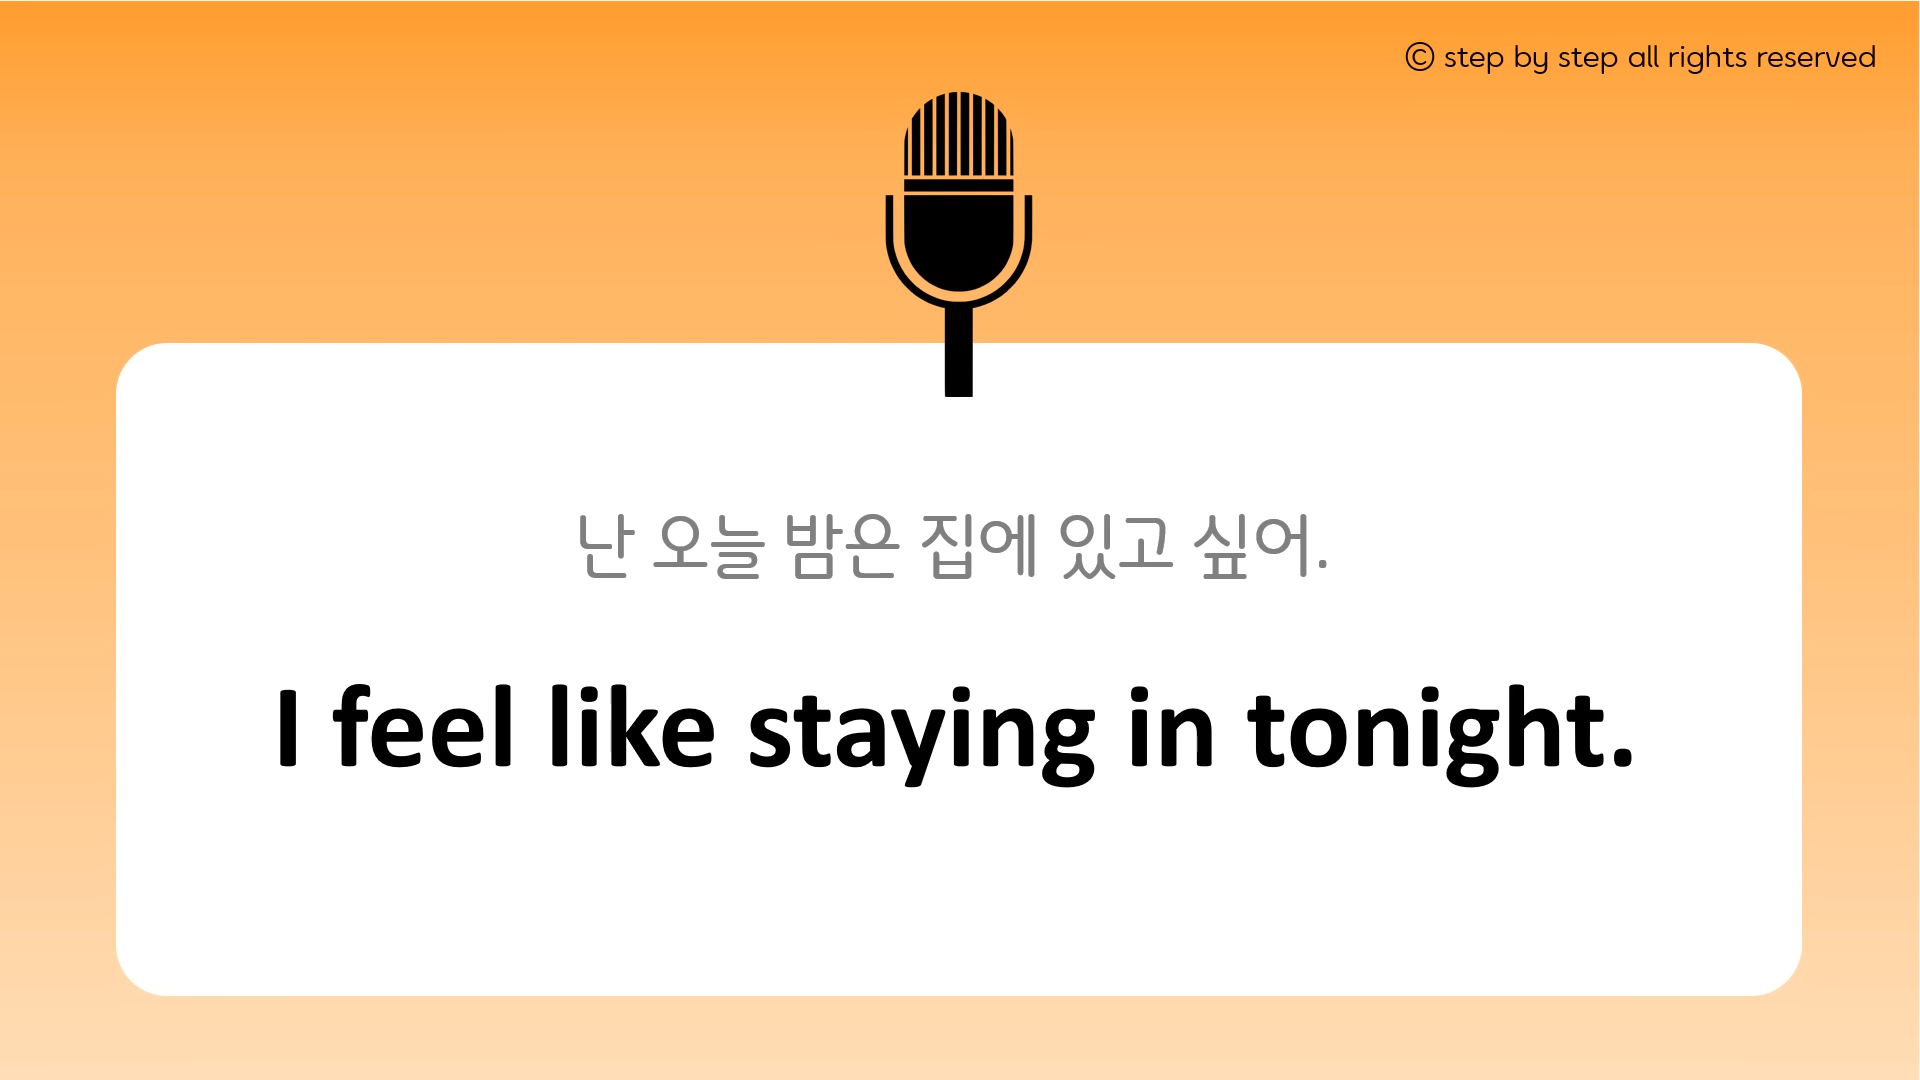 © step by step all rights reserved
난 오늘 밤은 집에 있고 싶어.
I feel like staying in tonight.